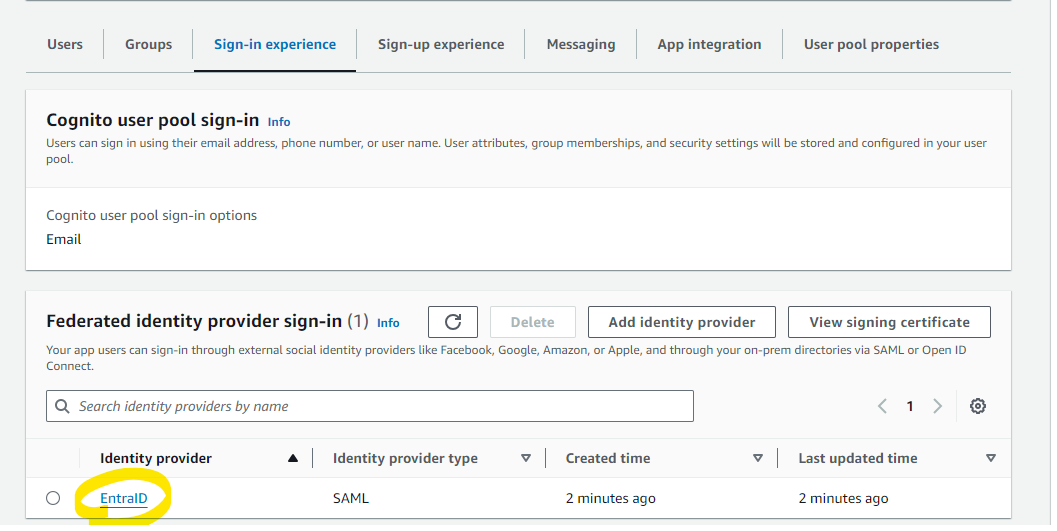 Users Groups Sign-in experience Sign-up experience Messaging App integration User pool properties
Cognito user pool sign-in Info
Users can sign in using their email address, phone number, or user name. User attributes, group memberships, and security settings will be stored and configured in your user
pool.
Cognito user pool sign-in options
Email
Federated identity provider sign-in (1) Info Delete Add identity provider View signing certificate
Your app users can sign-in through external social identity providers like Facebook, Google, Amazon, or Apple, and through your on-prem directories via SAML or Open ID
Connect.
Search identity providers by name 1
Identity provider Identity provider type Created time Last updated time
EntraID SAML 2 minutes ago 2 minutes ago